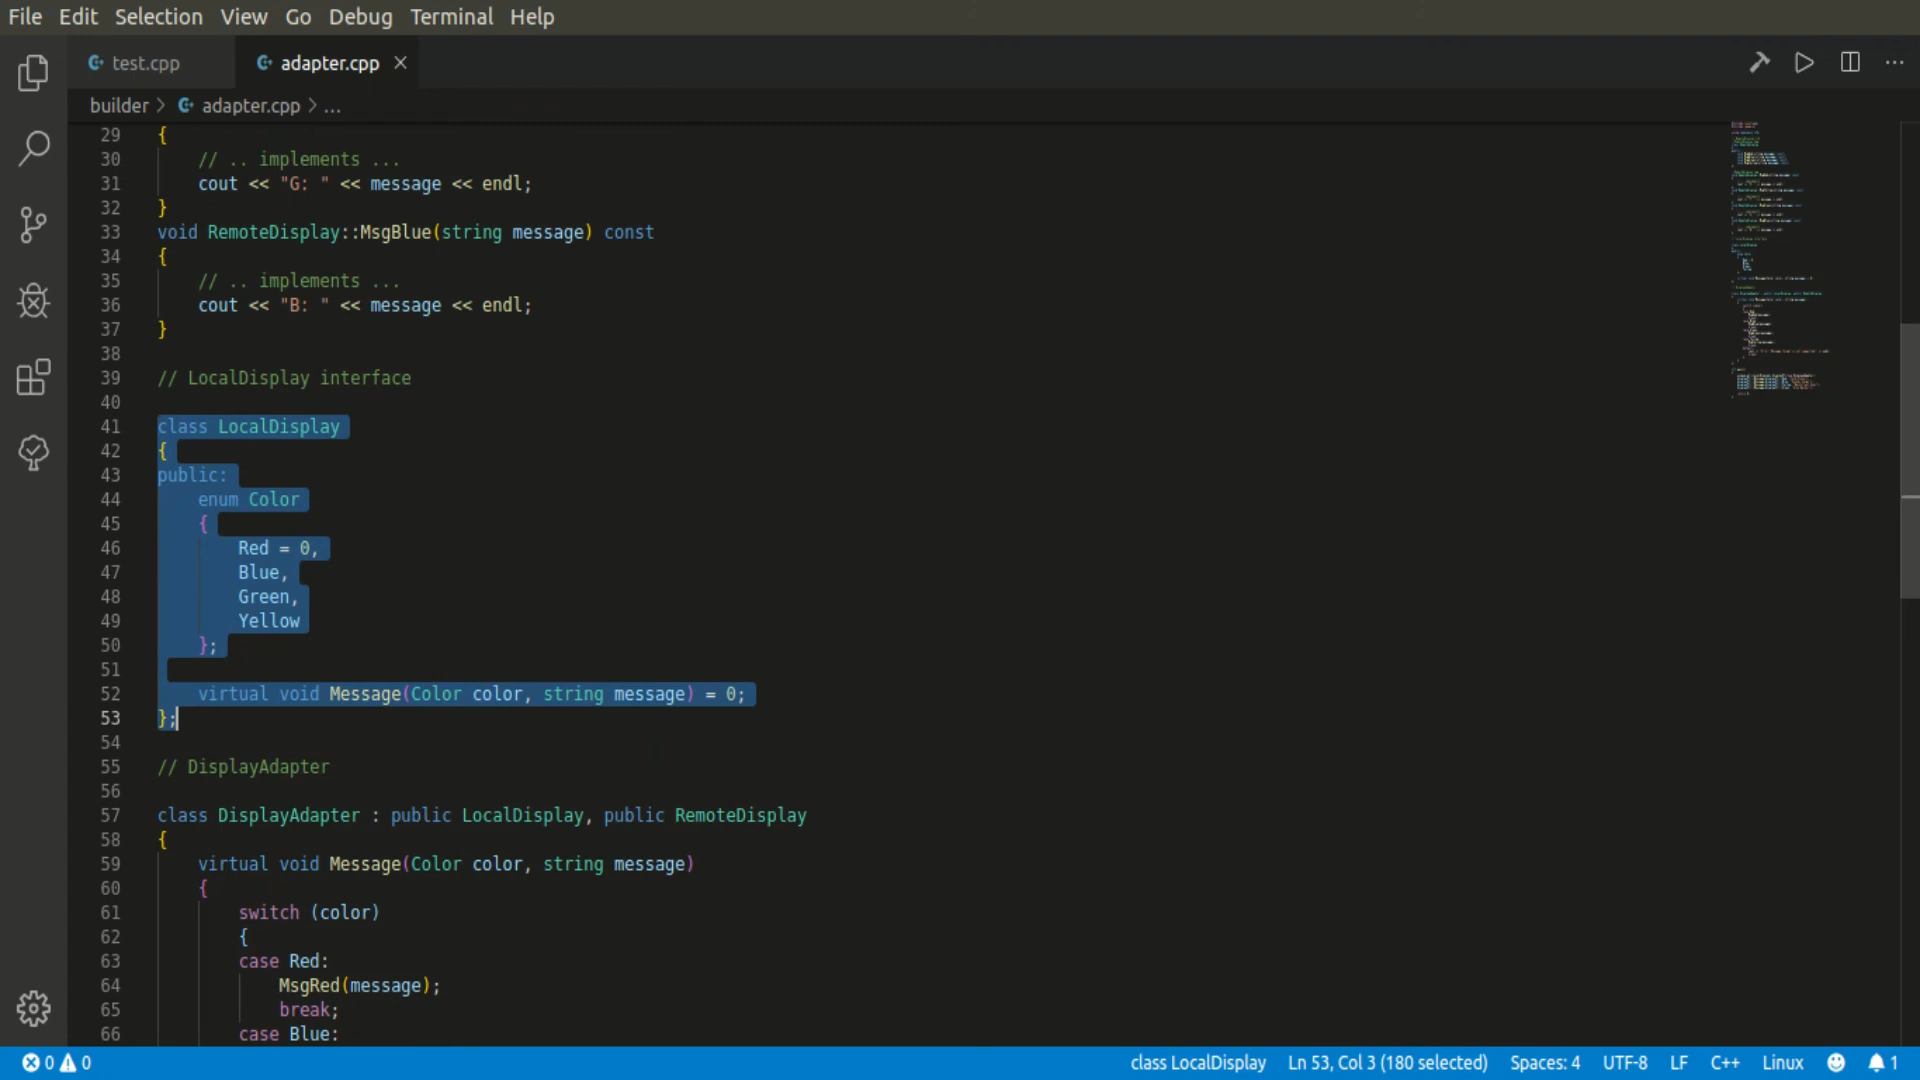 File Edit Selection View Go Debug Terminal Help
test.cpp adapter.cpp
builder > adapter.cpp > ...
29 {
30 // .. implements ...
31 cout << "G: " << message << endl;
32 }
33 void RemoteDisplay::MsgBlue(string message) const
34 {
35 // .. implements ...
36 cout << "B: " << message << endl;
37 }
38
39 // LocalDisplay interface
40
41 class LocalDisplay
42 {
43 public:
44 enum Color
45 {
46 Red = 0,
47 Blue,
48 Green,
49 Yellow
50 };
51
52 virtual void Message(Color color, string message) = 0;
53 };
54
55 // DisplayAdapter
56
57 class DisplayAdapter : public LocalDisplay, public RemoteDisplay
58 {
59 virtual void Message(Color color, string message)
60 {
61 switch (color)
62 {
63 case Red:
64 MsgRed(message);
65 break;
66 case Blue:
0 0 class LocalDisplay Ln 53, Col 3 (180 selected) Spaces: 4 UTF-8 LF C++ Linux 1